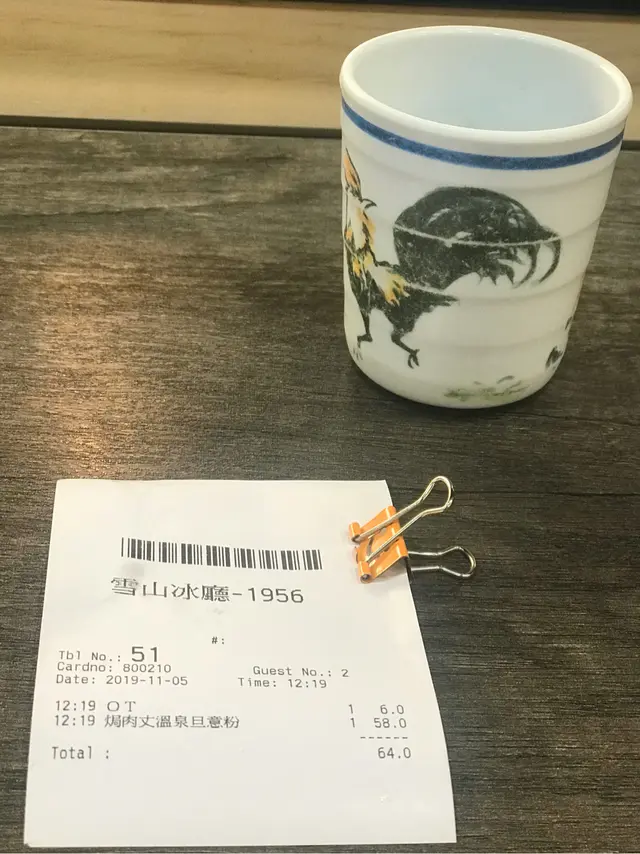 雪山冰廳-1956
#:
Tbl No.: 51
Cardno: 800210 Guest No.: 2
Date: 2019-11-05 Time: 12:19
12:19 OT 1 6.0
12:19 焗肉丈溫泉旦意粉 1 58.0
------
Total : 64.0